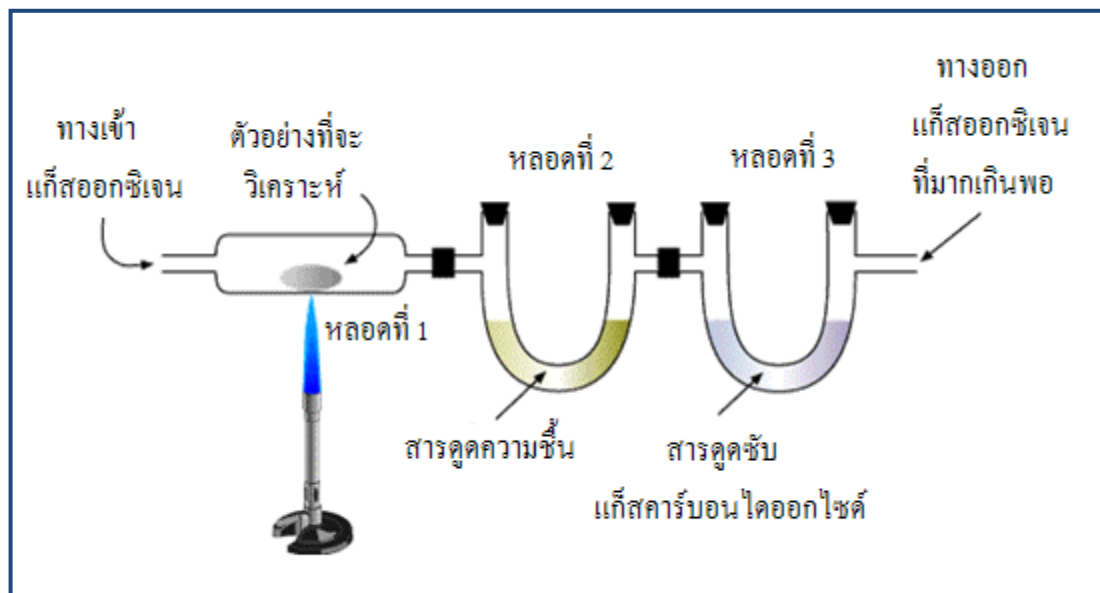 ทางเข้า
แก๊สออกซิเจน
ตัวอย่างที่จะ
วิเคราะห์
หลอดที่ 1
หลอดที่ 2
หลอดที่ 3
ทางออก
แก๊สออกซิเจน
ที่มากเกินพอ
สารดูดความชื้น
สารดูดซับ
แก๊สคาร์บอนไดออกไซด์